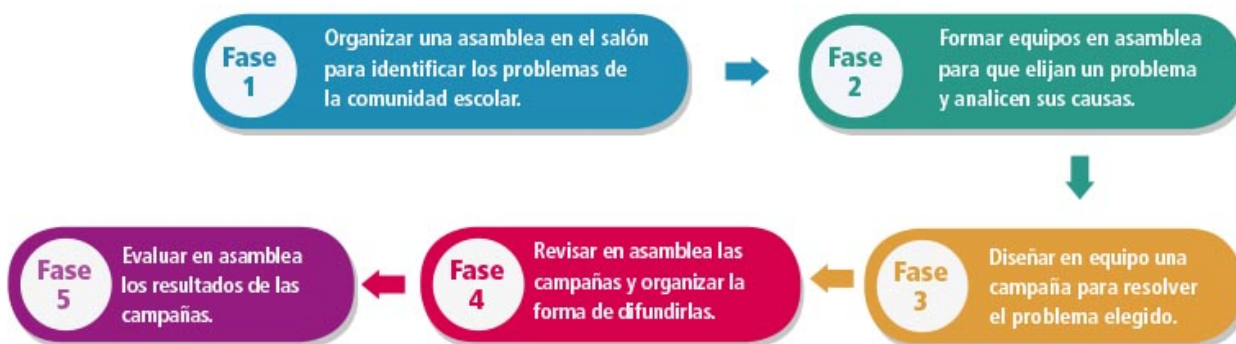 Fase
1
Organizar una asamblea en el salón
para identificar los problemas de
la comunidad escolar.
Fase
2
Formar equipos en asamblea
para que elijan un problema
y analicen sus causas.
Fase
3
Diseñar en equipo una
campaña para resolver
el problema elegido.
Fase
4
Revisar en asamblea las
campañas y organizar la
forma de difundirlas.
Fase
5
Evaluar en asamblea
los resultados de las
campañas.